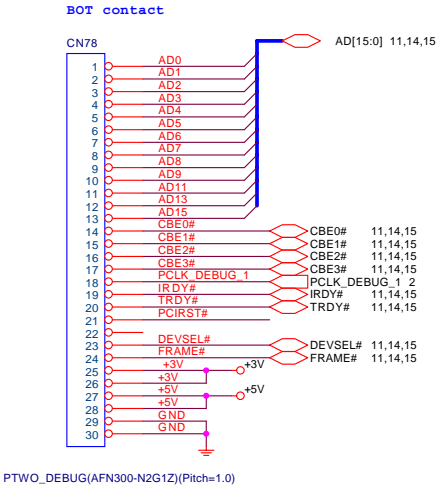 BOT contact
CN78
AD[15:0] 11,14,15
1 AD0
2 AD1
3 AD2
4 AD3
5 AD4
6 AD5
7 AD6
8 AD7
9 AD8
10 AD9
11 AD11
12 AD13
13 AD15
14 CBE0# CBE0# 11,14,15
15 CBE1# CBE1# 11,14,15
16 CBE2# CBE2# 11,14,15
17 CBE3# CBE3# 11,14,15
18 PCLK_DEBUG_1 PCLK_DEBUG_1 2
19 IRDY# IRDY# 11,14,15
20 TRDY# TRDY# 11,14,15
21 PCIRST#
22
23 DEVSEL# DEVSEL# 11,14,15
24 FRAME# FRAME# 11,14,15
25 +3V +3V
26 +3V
27 +5V +5V
28 +5V
29 GND
30 GND
PTWO_DEBUG(AFN300-N2G1Z)(Pitch=1.0)